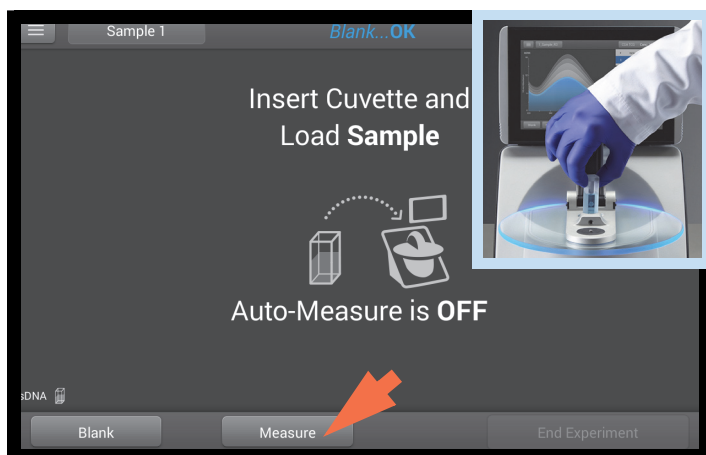 Sample 1
Blank...OK
Insert Cuvette and
Load Sample
Auto-Measure is OFF
sDNA
Blank
Measure
End Experiment